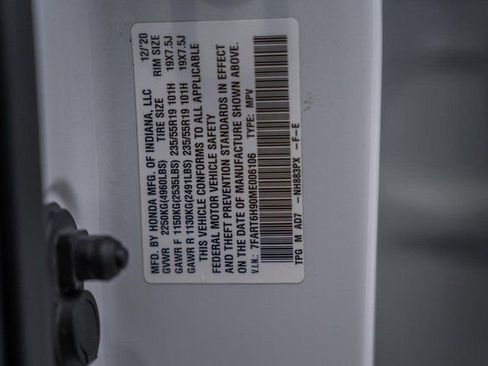 MFD. BY HONDA MFG. OF INDIANA, LLC 12/'20
GVWR 2250KG(4960LBS) TIRE SIZE RIM SIZE
GAWR F 1150KG(2535LBS) 235/55R19 101H 19X7.5J
GAWR R 1130KG(2491LBS) 235/55R19 101H 19X7.5J
THIS VEHICLE CONFORMS TO ALL APPLICABLE
FEDERAL MOTOR VEHICLE SAFETY
AND THEFT PREVENTION STANDARDS IN EFFECT
ON THE DATE OF MANUFACTURE SHOWN ABOVE.
V.I.N.: 7FART6H90ME006106 TYPE: MPV
TPG M AD7 -NH883PX -F-E